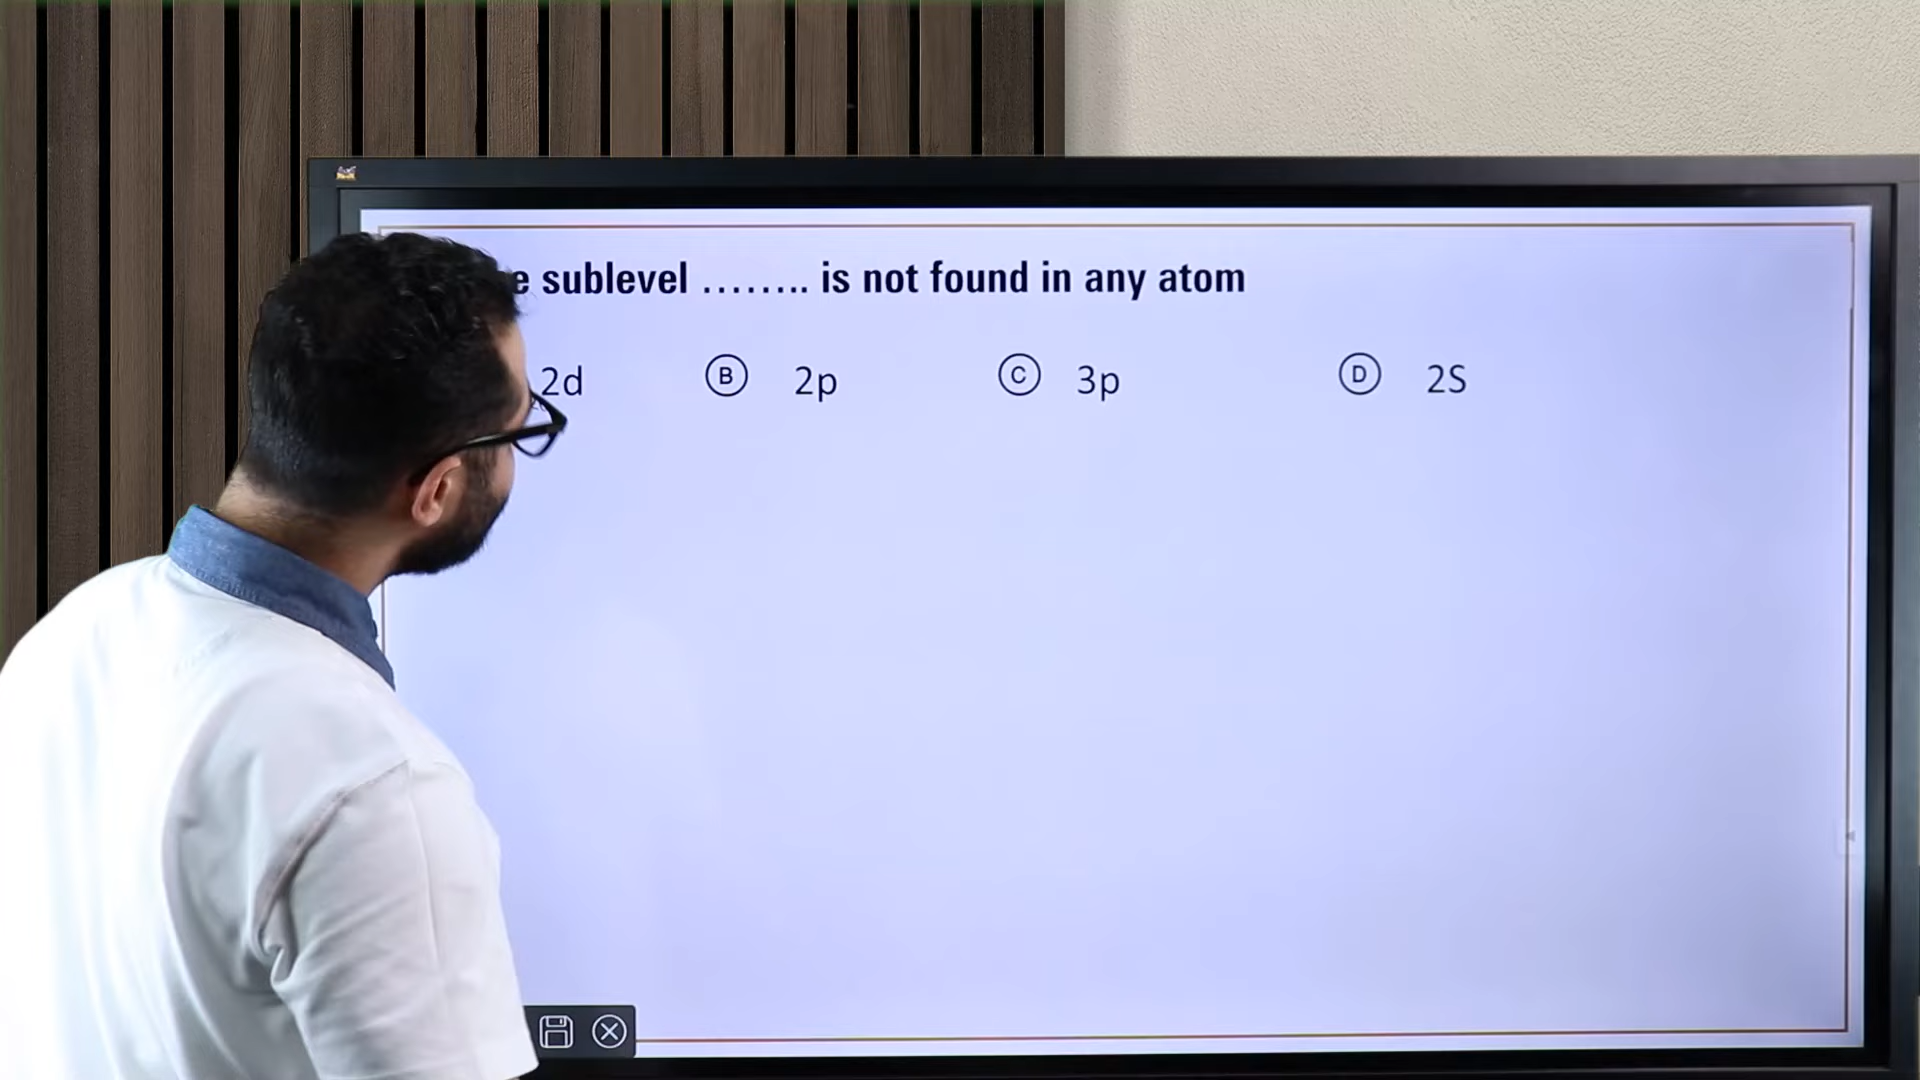 e sublevel ........ is not found in any atom
2d B 2p C 3p D 2S